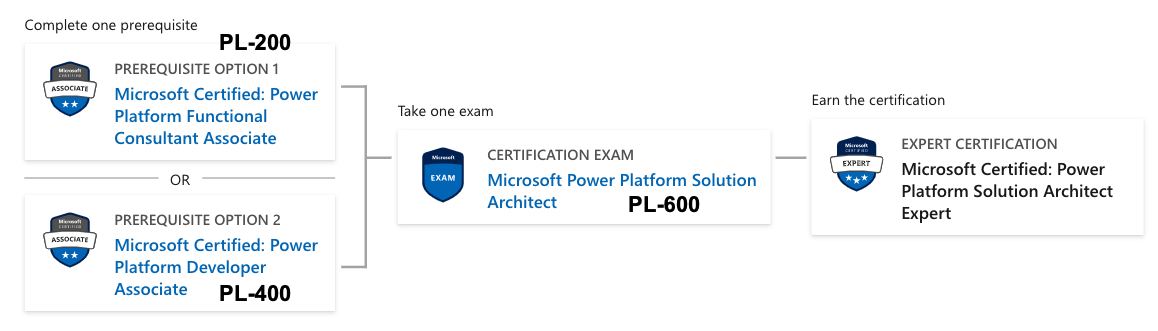 Complete one prerequisite
PL-200
Microsoft
CERTIFIED
ASSOCIATE
PREREQUISITE OPTION 1
Microsoft Certified: Power
Platform Functional
Consultant Associate
OR
Microsoft
CERTIFIED
ASSOCIATE
PREREQUISITE OPTION 2
Microsoft Certified: Power
Platform Developer
Associate
PL-400
Take one exam
Microsoft
EXAM
CERTIFICATION EXAM
Microsoft Power Platform Solution
Architect
PL-600
Earn the certification
Microsoft
CERTIFIED
EXPERT
EXPERT CERTIFICATION
Microsoft Certified: Power
Platform Solution Architect
Expert